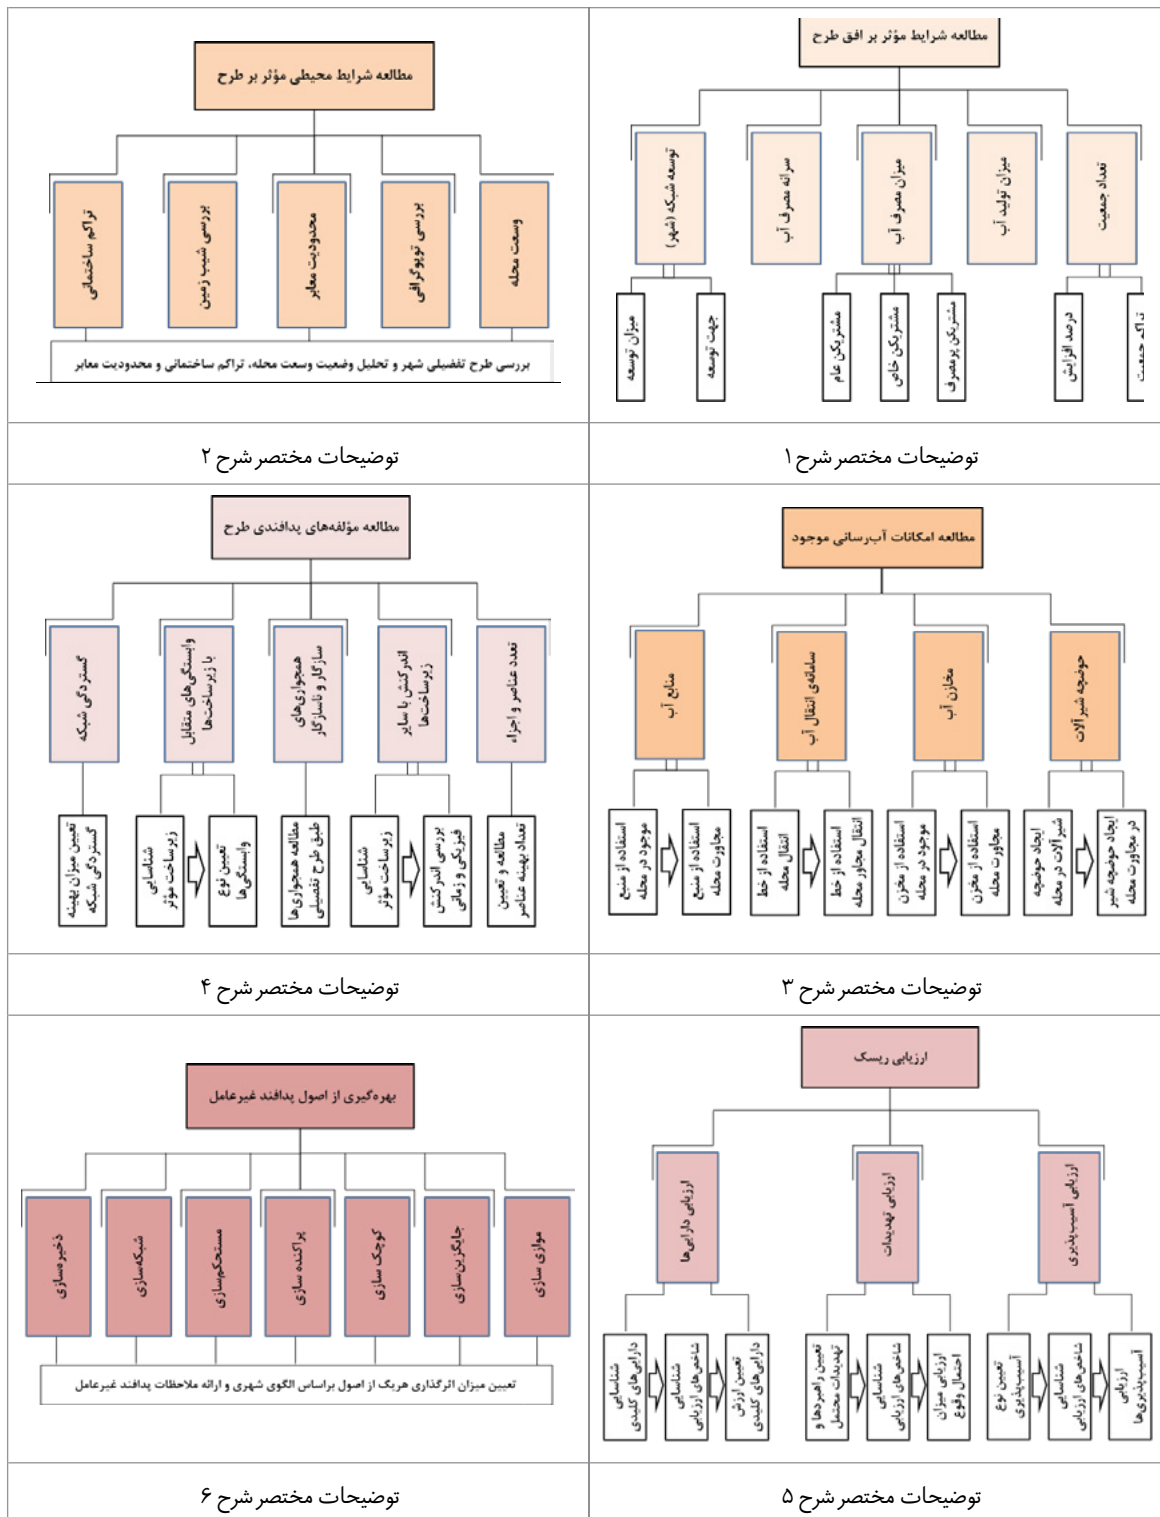 مطالعه شرایط مؤثر بر افق طرح
تعداد جمعیت
میزان تولید آب
میزان مصرف آب
سرانه مصرف آب
توسعه شبکه (شهر)
تراکم جمعیت
درصد افزایش
مشتریکن پرمصرف
مشتریکن خاص
مشتریکن عام
جهت توسعه
میزان توسعه
توضیحات مختصر شرح ۱
مطالعه شرایط محیطی مؤثر بر طرح
وسعت محله
بررسی توپوگرافی
محدودیت معابر
بررسی شیب زمین
تراکم ساختمانی
بررسی طرح تفضیلی شهر و تحلیل وضعیت وسعت محله، تراکم ساختمانی و محدودیت معابر
توضیحات مختصر شرح ۲
مطالعه امکانات آب‌رسانی موجود
حوضچه شیرآلات
مخازن آب
سامانه‌ی انتقال آب
منابع آب
ایجاد حوضچه شیر
در مجاورت محله
ایجاد حوضچه
شیرآلات در محله
استفاده از مخزن
مجاورت محله
استفاده از مخزن
موجود در محله
استفاده از خط
انتقال مجاور محله
استفاده از خط
انتقال محله
استفاده از منبع
مجاورت محله
استفاده از منبع
موجود در محله
توضیحات مختصر شرح ۳
مطالعه مؤلفه‌های پدافندی طرح
تعدد عناصر و اجزاء
اندرکنش با سایر
زیرساخت‌ها
همجواری‌های
سازگار و ناسازگار
وابستگی‌های متقابل
با زیرساخت‌ها
گستردگی شبکه
مطالعه و تعیین
تعداد بهینه عناصر
بررسی اندرکنش
فیزیکی و زمانی
شناسایی
زیرساخت مؤثر
مطالعه همجواری‌ها
طبق طرح تفضیلی
تعیین نوع
وابستگی‌ها
شناسایی
زیرساخت مؤثر
تعیین میزان بهینه
گستردگی شبکه
توضیحات مختصر شرح ۴
ارزیابی ریسک
ارزیابی آسیب‌پذیری
ارزیابی تهدیدات
ارزیابی دارایی‌ها
ارزیابی
آسیب‌پذیری‌ها
شناسایی
شاخص‌های ارزیابی
تعیین نوع
آسیب‌پذیری
ارزیابی میزان
احتمال وقوع
شناسایی
شاخص‌های ارزیابی
تعیین راهبردها و
تهدیدات محتمل
تعیین ارزش
دارایی‌های کلیدی
شناسایی
شاخص‌های ارزیابی
شناسایی
دارایی‌های کلیدی
توضیحات مختصر شرح ۵
بهره‌گیری از اصول پدافند غیرعامل
موازی سازی
جایگزین‌سازی
کوچک سازی
پراکنده سازی
مستحکم‌سازی
شبکه‌سازی
ذخیره‌سازی
تعیین میزان اثرگذاری هریک از اصول براساس الگوی شهری و ارائه ملاحظات پدافند غیرعامل
توضیحات مختصر شرح ۶